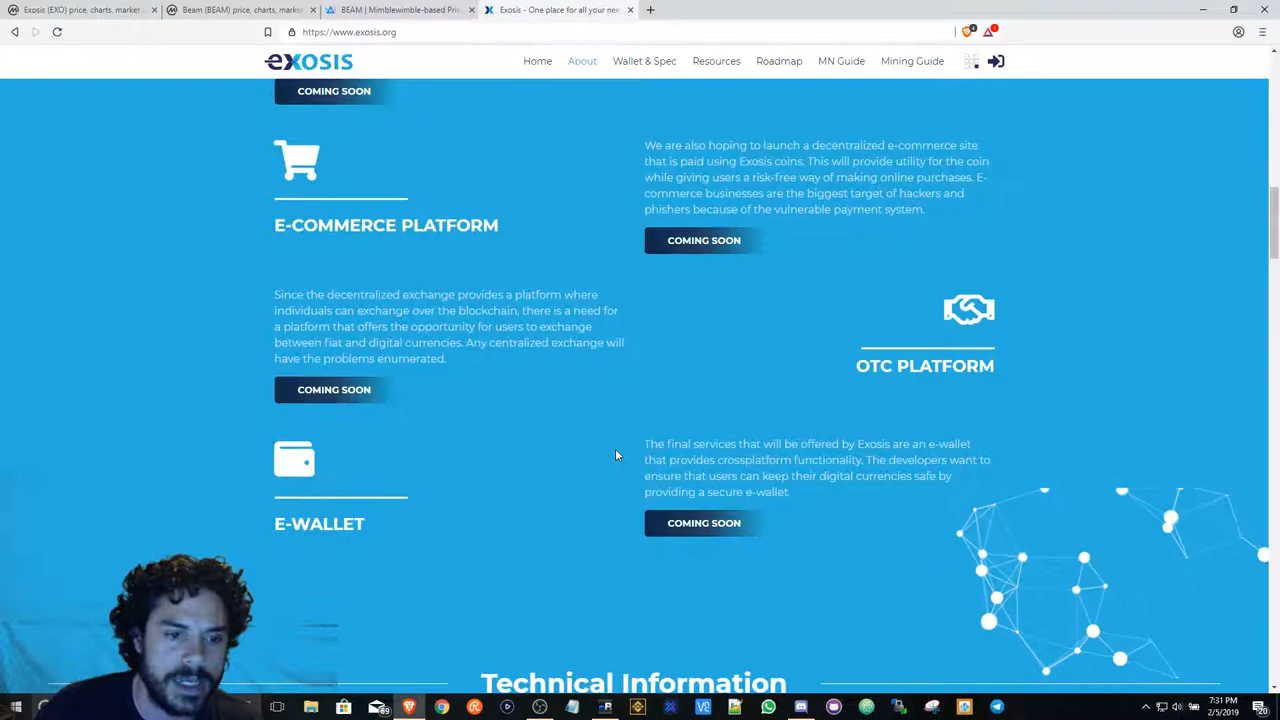 Exosis (EXO) price, charts, market
Beam (BEAM) price, charts, marke
BEAM | Mimblewimble-based Priv
Exosis - One place for all your nee
https://www.exosis.org
exosis
Home
About
Wallet & Spec
Resources
Roadmap
MN Guide
Mining Guide
COMING SOON
E-COMMERCE PLATFORM
We are also hoping to launch a decentralized e-commerce site
that is paid using Exosis coins. This will provide utility for the coin
while giving users a risk-free way of making online purchases. E-
commerce businesses are the biggest target of hackers and
phishers because of the vulnerable payment system.
COMING SOON
Since the decentralized exchange provides a platform where
individuals can exchange over the blockchain, there is a need for
a platform that offers the opportunity for users to exchange
between fiat and digital currencies. Any centralized exchange will
have the problems enumerated.
COMING SOON
OTC PLATFORM
E-WALLET
The final services that will be offered by Exosis are an e-wallet
that provides crossplatform functionality. The developers want to
ensure that users can keep their digital currencies safe by
providing a secure e-wallet.
COMING SOON
Technical Information
7:31 PM
2/5/2019